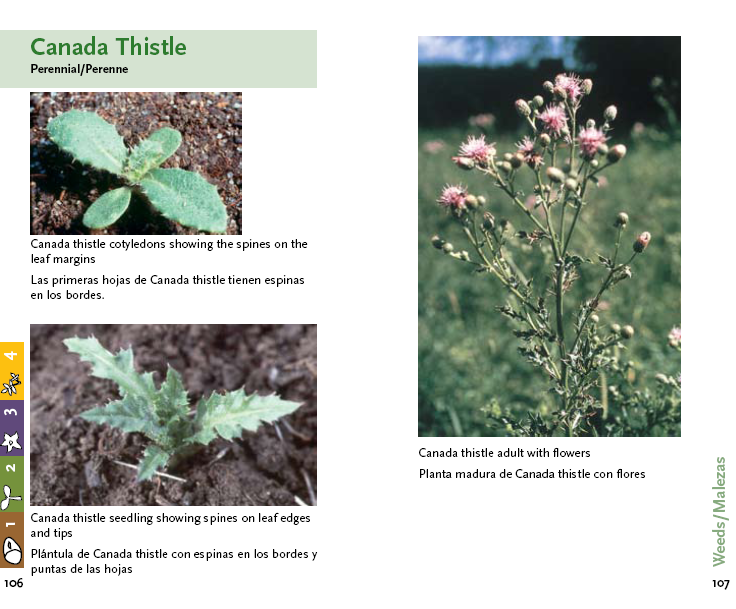 Canada Thistle
Perennial/Perenne
Canada thistle cotyledons showing the spines on the
leaf margins
Las primeras hojas de Canada thistle tienen espinas
en los bordes.
4
3
2
1
Canada thistle seedling showing spines on leaf edges
and tips
Plántula de Canada thistle con espinas en los bordes y
puntas de las hojas
106
Canada thistle adult with flowers
Planta madura de Canada thistle con flores
Weeds/Malezas
107